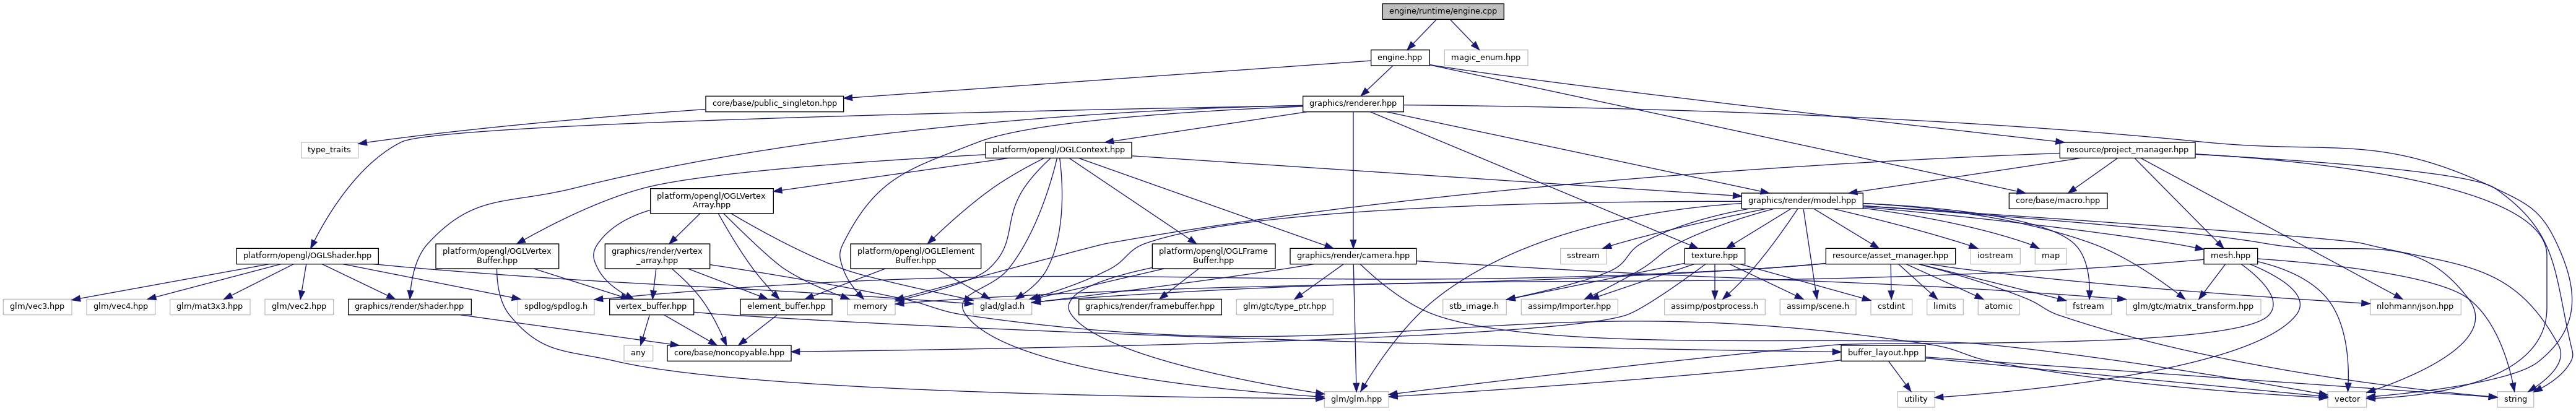 engine/runtime/engine.cpp
engine.hpp
magic_enum.hpp
core/base/public_singleton.hpp
graphics/renderer.hpp
type_traits
platform/opengl/OGLContext.hpp
resource/project_manager.hpp
platform/opengl/OGLVertex
Array.hpp
graphics/render/model.hpp
core/base/macro.hpp
platform/opengl/OGLShader.hpp
platform/opengl/OGLVertex
Buffer.hpp
graphics/render/vertex
_array.hpp
platform/opengl/OGLElement
Buffer.hpp
platform/opengl/OGLFrame
Buffer.hpp
graphics/render/camera.hpp
sstream
texture.hpp
resource/asset_manager.hpp
iostream
map
mesh.hpp
glm/vec3.hpp
glm/vec4.hpp
glm/mat3x3.hpp
glm/vec2.hpp
graphics/render/shader.hpp
spdlog/spdlog.h
vertex_buffer.hpp
element_buffer.hpp
memory
glad/glad.h
graphics/render/framebuffer.hpp
glm/gtc/type_ptr.hpp
stb_image.h
assimp/Importer.hpp
assimp/postprocess.h
assimp/scene.h
cstdint
limits
atomic
fstream
glm/gtc/matrix_transform.hpp
nlohmann/json.hpp
any
core/base/noncopyable.hpp
buffer_layout.hpp
glm/glm.hpp
utility
vector
string